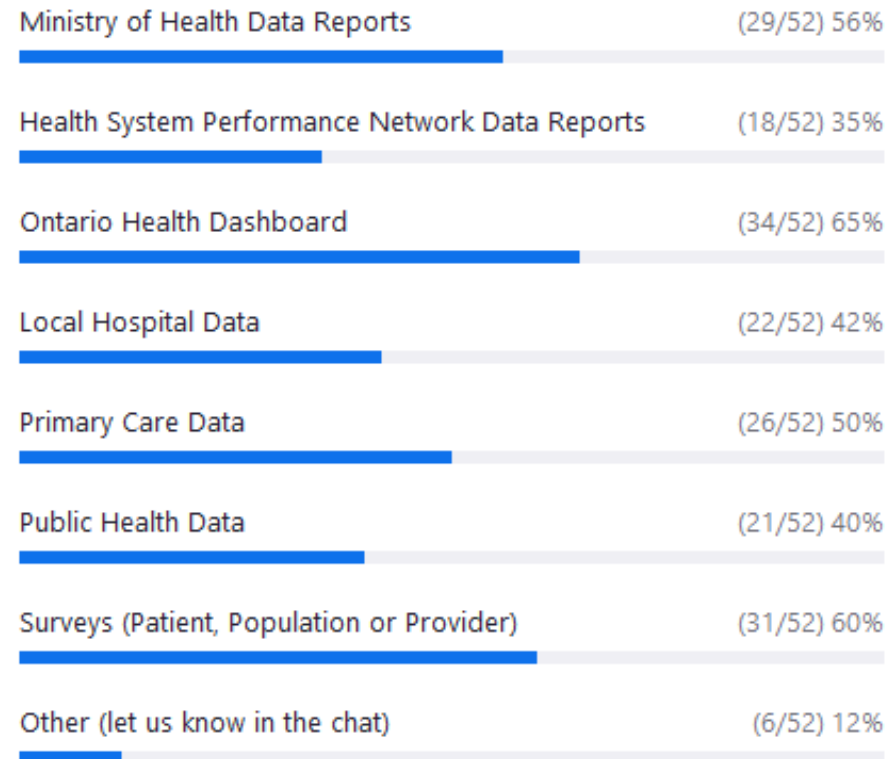 Ministry of Health Data Reports (29/52) 56%
Health System Performance Network Data Reports (18/52) 35%
Ontario Health Dashboard (34/52) 65%
Local Hospital Data (22/52) 42%
Primary Care Data (26/52) 50%
Public Health Data (21/52) 40%
Surveys (Patient, Population or Provider) (31/52) 60%
Other (let us know in the chat) (6/52) 12%